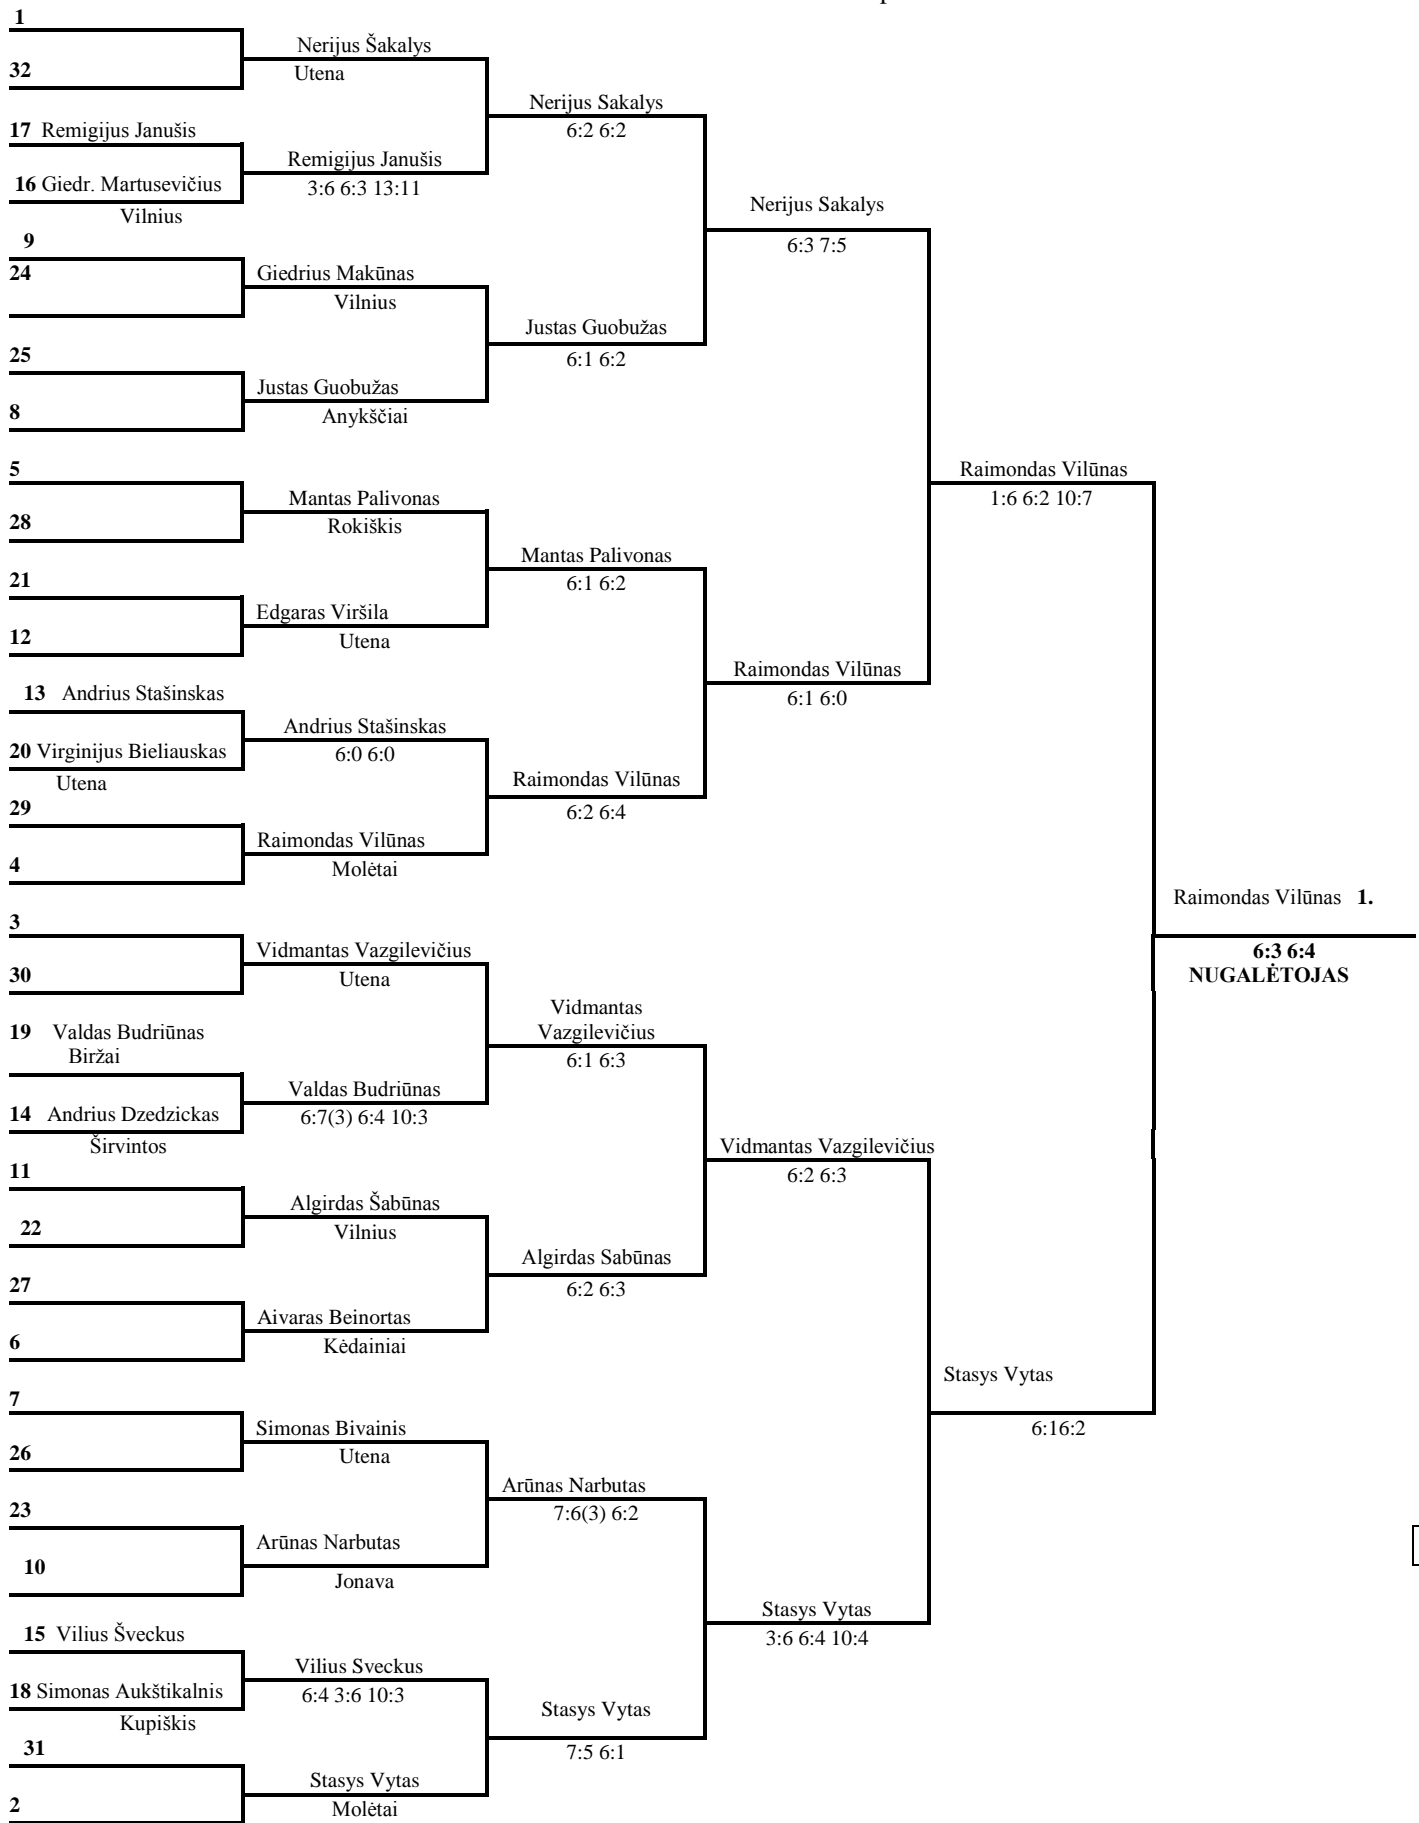 1
32
17 Remigijus Janušis
16 Giedr. Martusevičius
Vilnius
9
24
25
8
5
28
21
12
13 Andrius Stašinskas
20 Virginijus Bieliauskas
Utena
29
4
3
30
19 Valdas Budriūnas
Biržai
14 Andrius Dzedzickas
Širvintos
11
22
27
6
7
26
23
10
15 Vilius Šveckus
18 Simonas Aukštikalnis
Kupiškis
31
2
Nerijus Šakalys
Utena
Remigijus Janušis
3:6 6:3 13:11
Giedrius Makūnas
Vilnius
Justas Guobužas
Anykščiai
Mantas Palivonas
Rokiškis
Edgaras Viršila
Utena
Andrius Stašinskas
6:0 6:0
Raimondas Vilūnas
Molėtai
Vidmantas Vazgilevičius
Utena
Valdas Budriūnas
6:7(3) 6:4 10:3
Algirdas Šabūnas
Vilnius
Aivaras Beinortas
Kėdainiai
Simonas Bivainis
Utena
Arūnas Narbutas
Jonava
Vilius Sveckus
6:4 3:6 10:3
Stasys Vytas
Molėtai
Nerijus Sakalys
6:2 6:2
Justas Guobužas
6:1 6:2
Mantas Palivonas
6:1 6:2
Raimondas Vilūnas
6:2 6:4
Vidmantas
Vazgilevičius
6:1 6:3
Algirdas Sabūnas
6:2 6:3
Arūnas Narbutas
7:6(3) 6:2
Stasys Vytas
7:5 6:1
Nerijus Sakalys
6:3 7:5
Raimondas Vilūnas
6:1 6:0
Vidmantas Vazgilevičius
6:2 6:3
Stasys Vytas
3:6 6:4 10:4
Raimondas Vilūnas
1:6 6:2 10:7
Stasys Vytas
6:16:2
Raimondas Vilūnas 1.
6:3 6:4
NUGALĖTOJAS